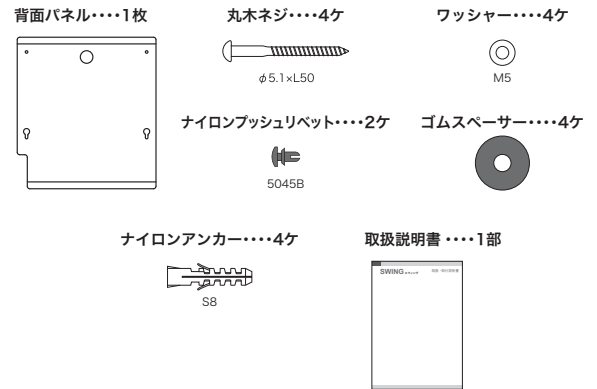 背面パネル････1枚
丸木ネジ････4ケ
ワッシャー････4ケ
φ5.1×L50
M5
ナイロンプッシュリベット････2ケ
ゴムスペーサー････4ケ
5045B
ナイロンアンカー････4ケ
取扱説明書 ････1部
S8
SWING